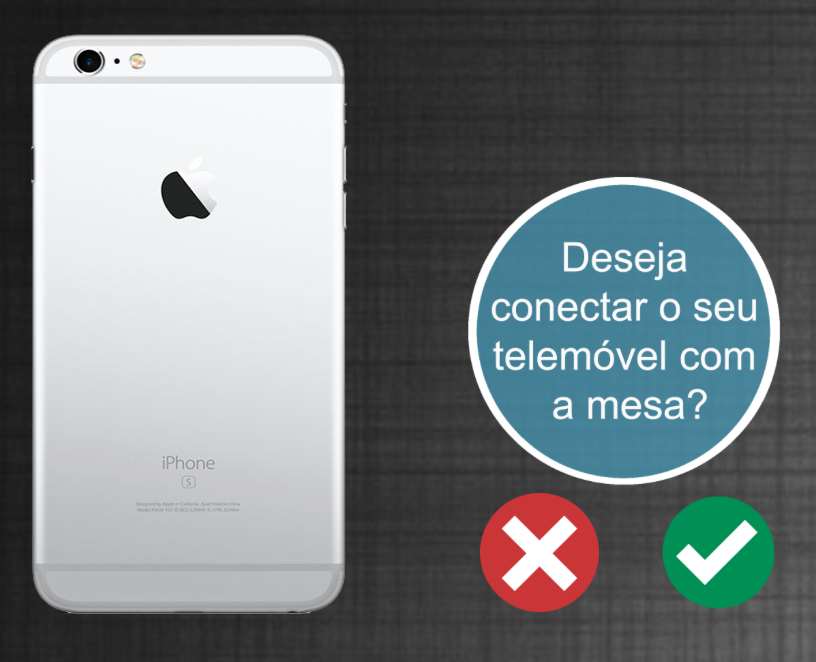 Deseja
conectar o seu
telemóvel com
a mesa?
iPhone
S